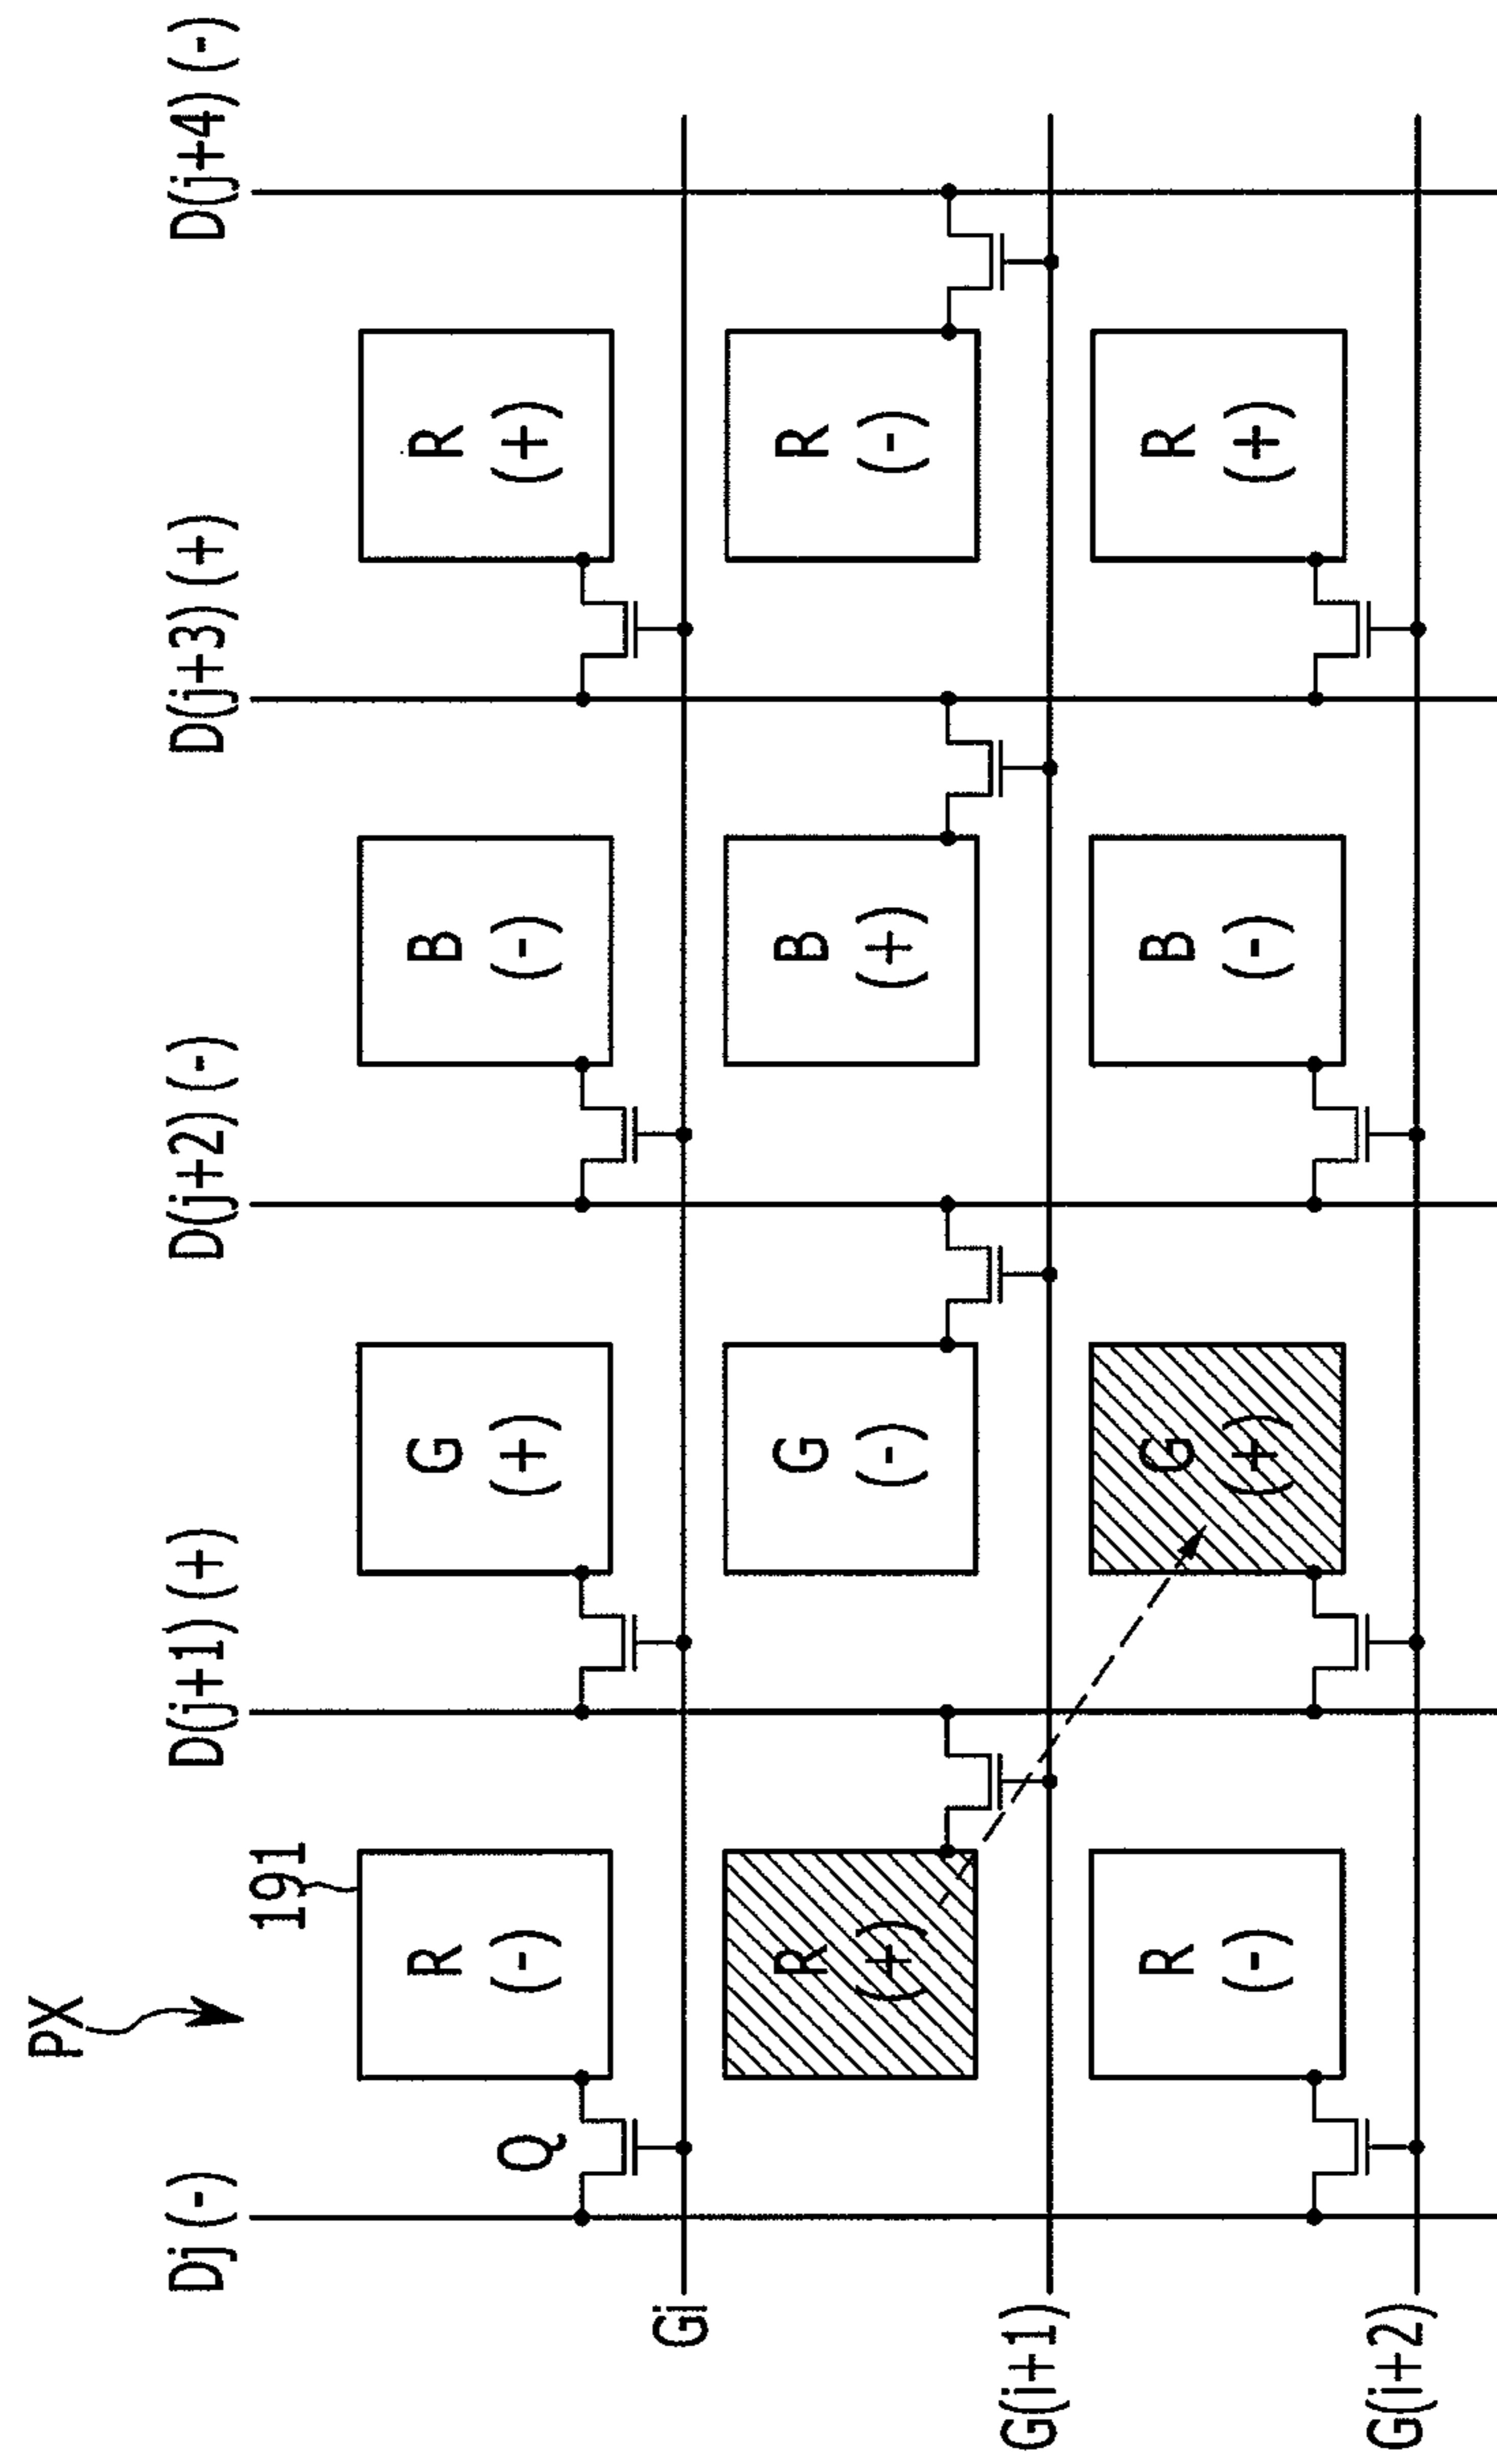 PX
191
Dj (-)
D(j+1) (+)
D(j+2) (-)
D(j+3) (+)
D(j+4) (-)
Q
R
(-)
G
(+)
B
(-)
R
(+)
Gi
R
(+)
G
(-)
B
(+)
R
(-)
G(i+1)
R
(-)
G
(+)
B
(-)
R
(+)
G(i+2)